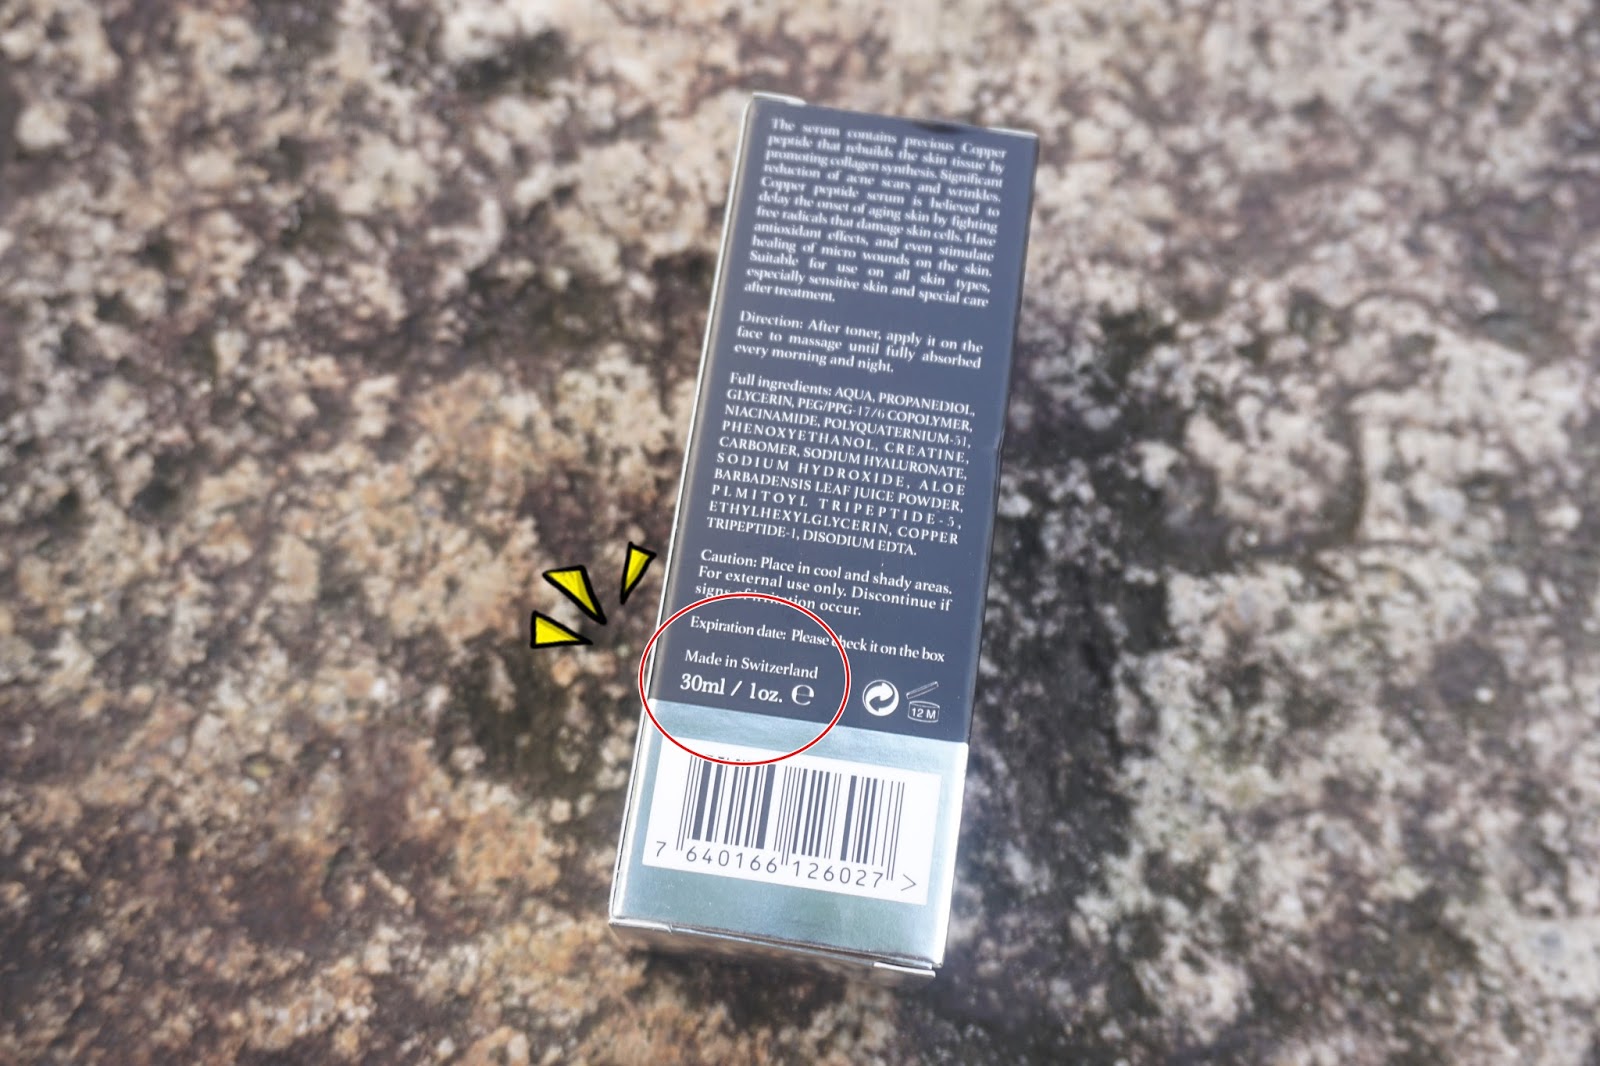 The serum contains precious Copper
peptide that rebuilds the skin tissue by
promoting collagen synthesis. Significant
reduction of acne scars and wrinkles.
Copper peptide serum is believed to
delay the onset of aging skin by fighting
free radicals that damage skin cells. Have
antioxidant effects, and even stimulate
healing of micro wounds on the skin.
Suitable for use on all skin types,
especially sensitive skin and special care
after treatment.
Direction: After toner, apply it on the
face to massage until fully absorbed
every morning and night.
Full ingredients: AQUA, PROPANEDIOL,
GLYCERIN, PEG/PPG-17/6 COPOLYMER,
NIACINAMIDE, POLYQUATERNIUM-51,
PHENOXYETHANOL, CREATINE,
CARBOMER, SODIUM HYALURONATE,
SODIUM HYDROXIDE, ALOE
BARBADENSIS LEAF JUICE POWDER,
PLMITOYL TRIPEPTIDE-5,
ETHYLHEXYLGLYCERIN, COPPER
TRIPEPTIDE-1, DISODIUM EDTA.
Caution: Place in cool and shady areas.
For external use only. Discontinue if
signs of irritation occur.
Expiration date: Please check it on the box
Made in Switzerland
30ml / 1oz. ℮
12 M
7 640166 126027 >